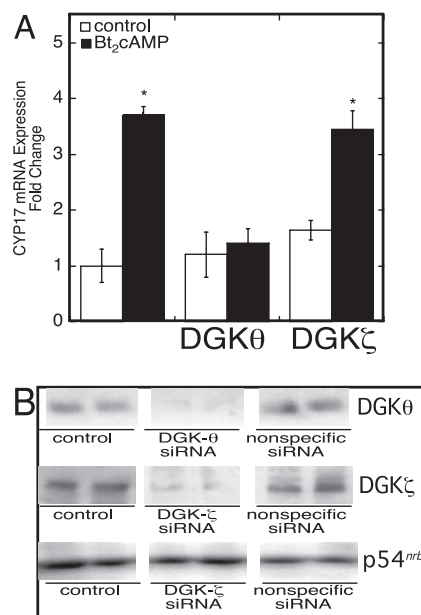 A
control
Bt₂cAMP
CYP17 mRNA Expression
Fold Change
5
4
3
2
1
0
*
*
DGKθ
DGKζ
B
DGKθ
control
DGK-θ
siRNA
nonspecific
siRNA
DGKζ
control
DGK-ζ
siRNA
nonspecific
siRNA
p54ⁿʳᵇ
control
DGK-ζ
siRNA
nonspecific
siRNA